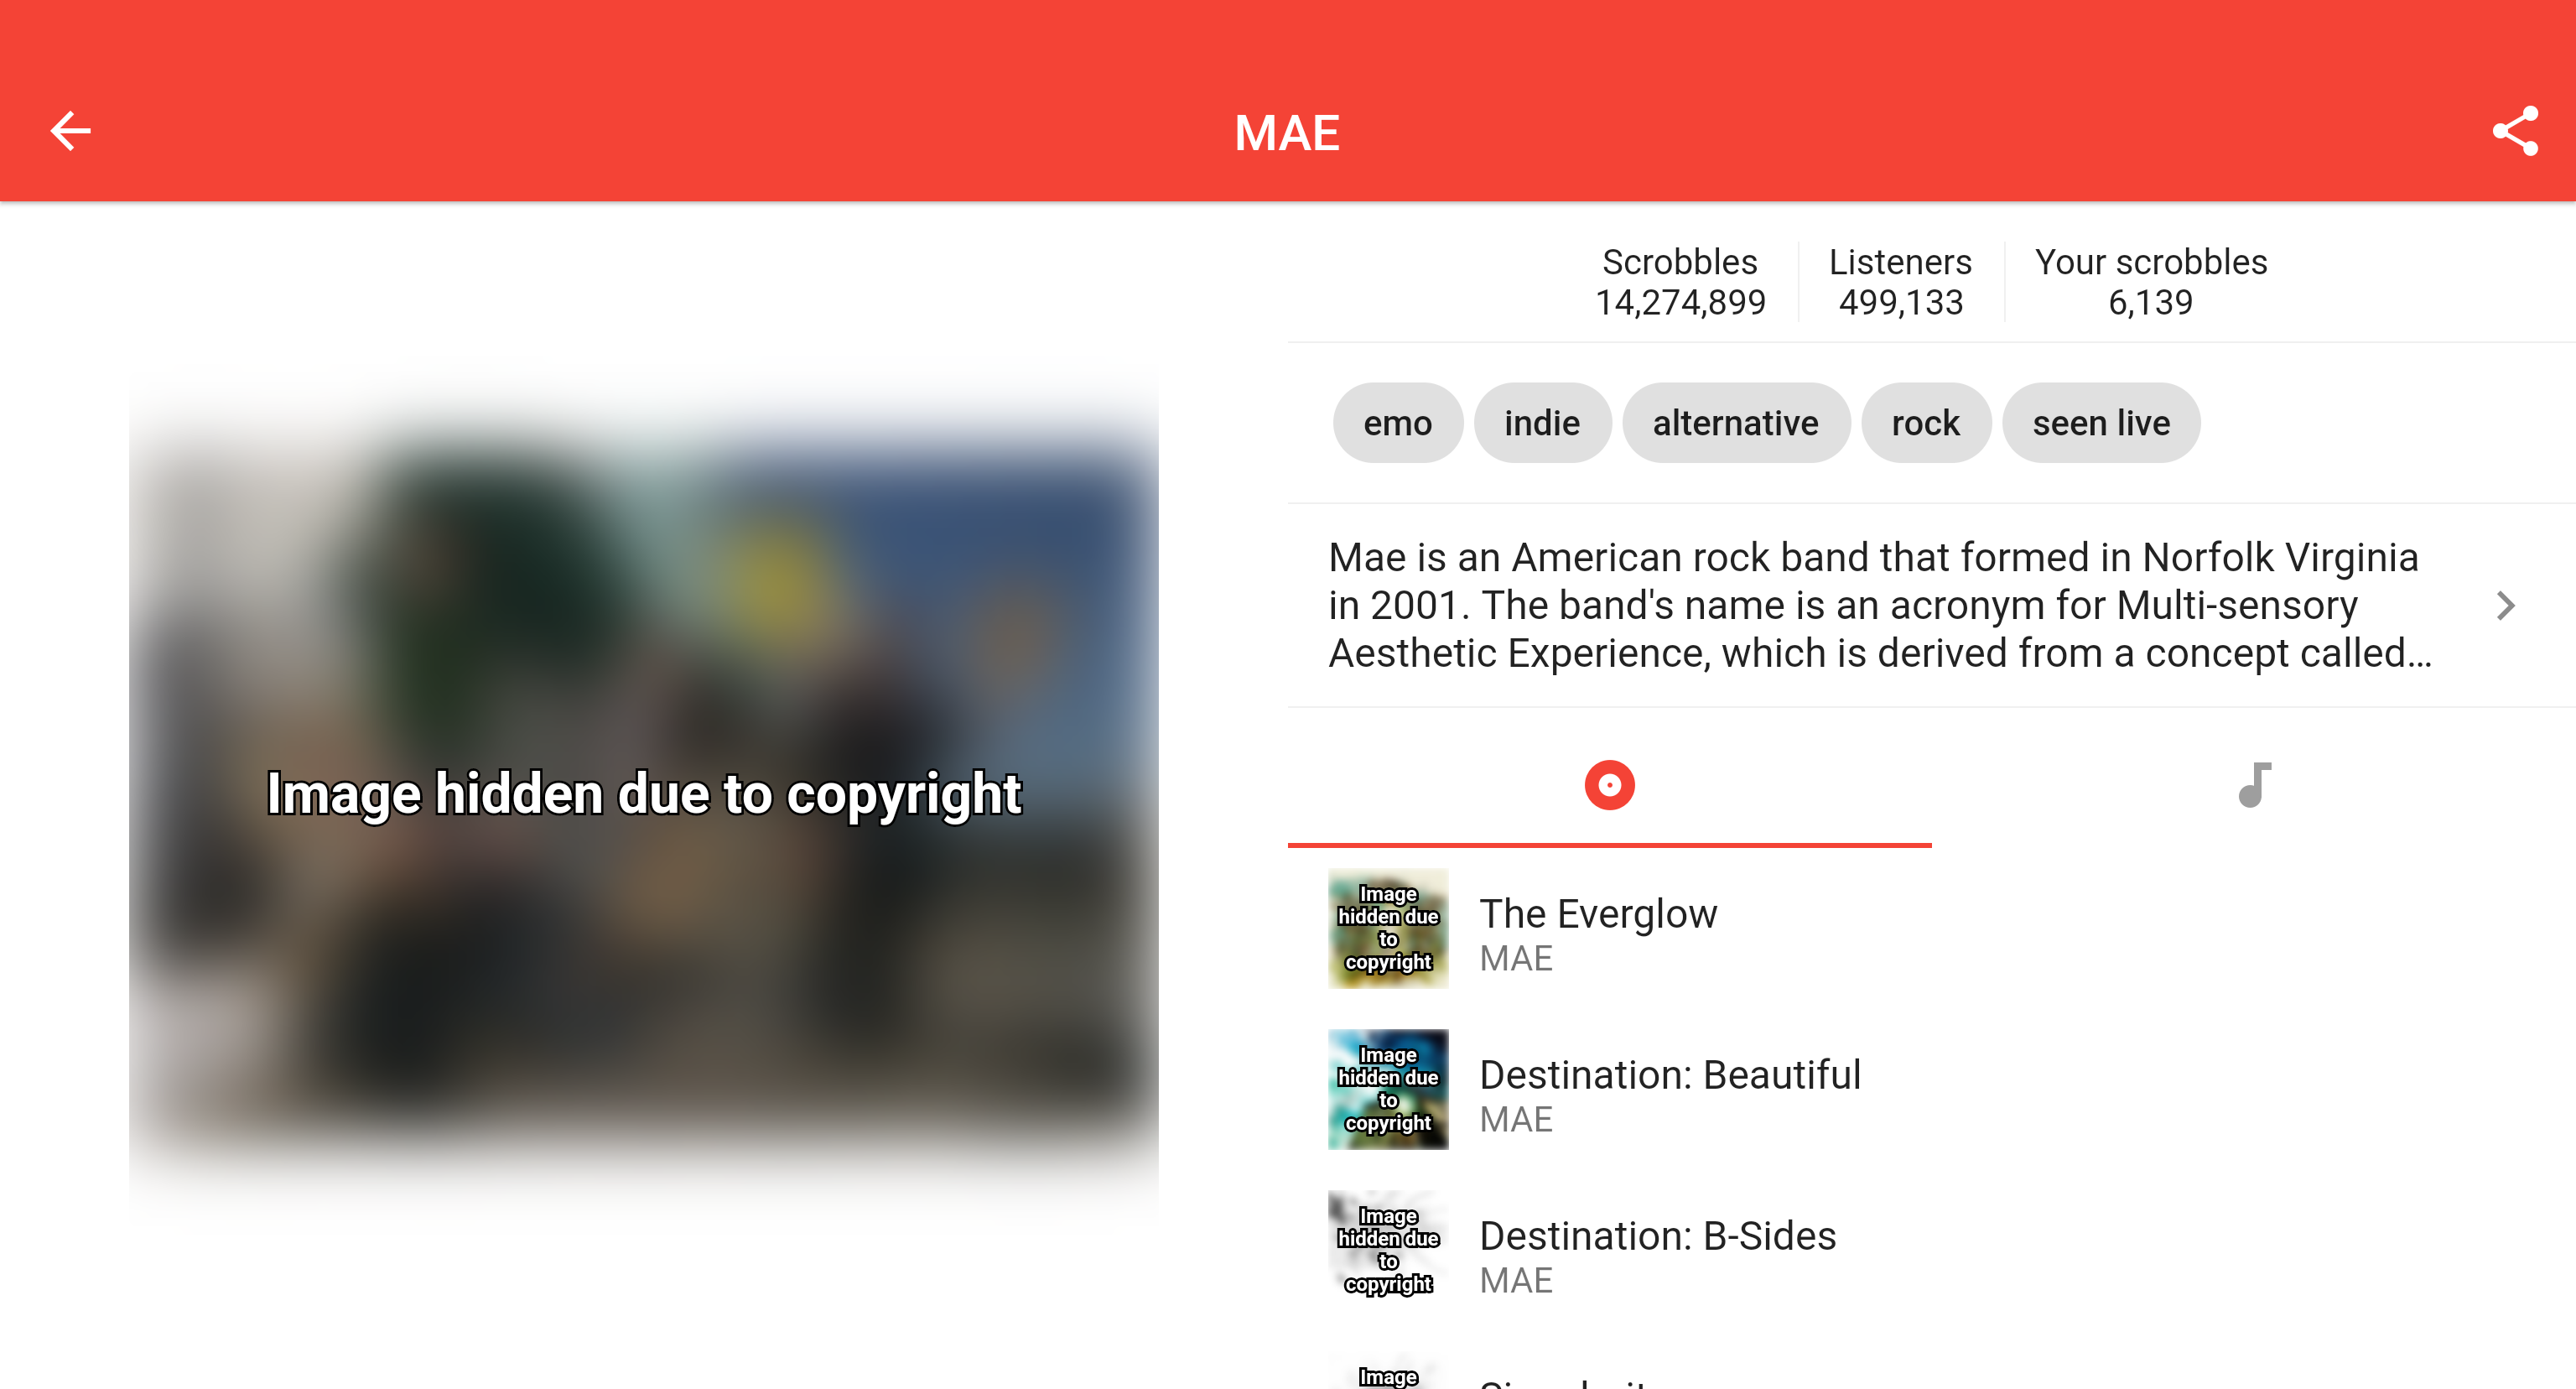 MAE
Scrobbles
14,274,899
Listeners
499,133
Your scrobbles
6,139
emo
indie
alternative
rock
seen live
Mae is an American rock band that formed in Norfolk Virginia
in 2001. The band's name is an acronym for Multi-sensory
Aesthetic Experience, which is derived from a concept called...
Image hidden due to copyright
Image
hidden due
to
copyright
The Everglow
MAE
Image
hidden due
to
copyright
Destination: Beautiful
MAE
Image
hidden due
to
copyright
Destination: B-Sides
MAE
Image